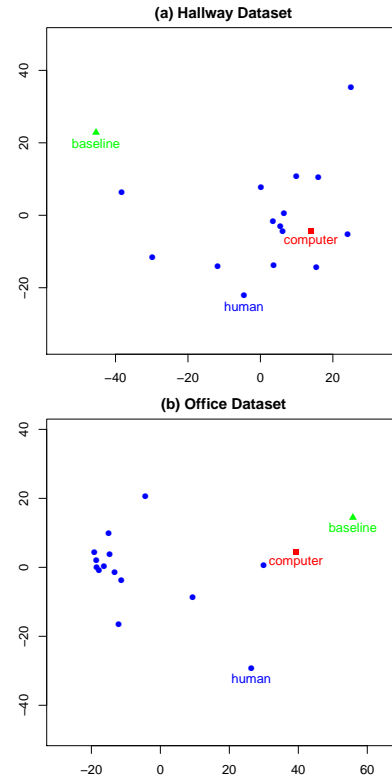 (a) Hallway Dataset
40
20
0
−20
baseline
computer
human
−40 −20 0 20
(b) Office Dataset
40
20
0
−20
−40
baseline
computer
human
−20 0 20 40 60